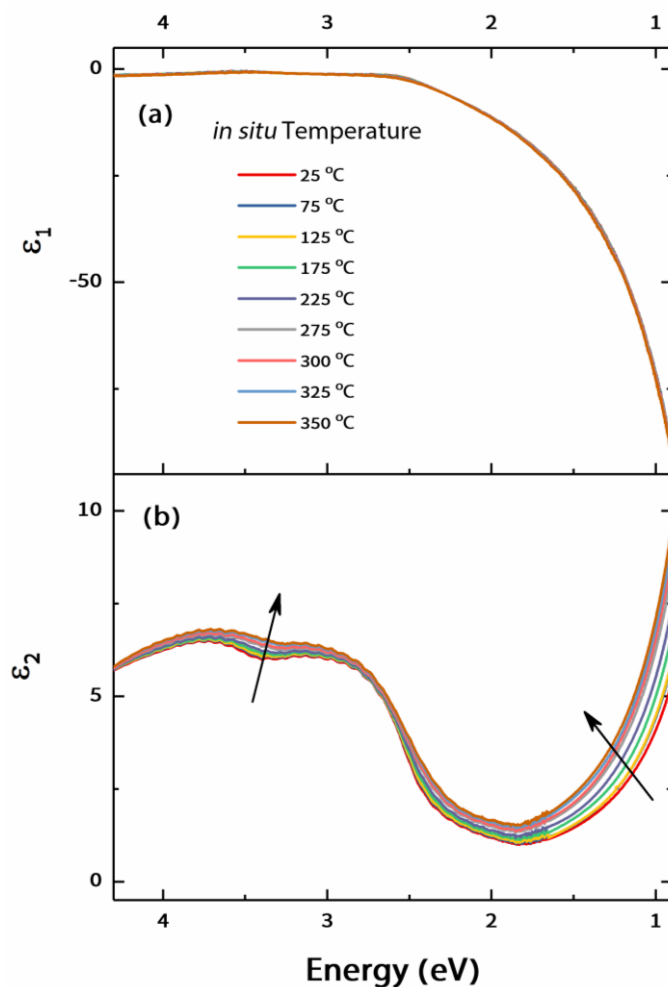 4 3 2 1
0
(a)
in situ Temperature
25 °C
75 °C
125 °C
175 °C
225 °C
275 °C
300 °C
325 °C
350 °C
ε1
-50
10
(b)
ε2
5
0
4 3 2 1
Energy (eV)